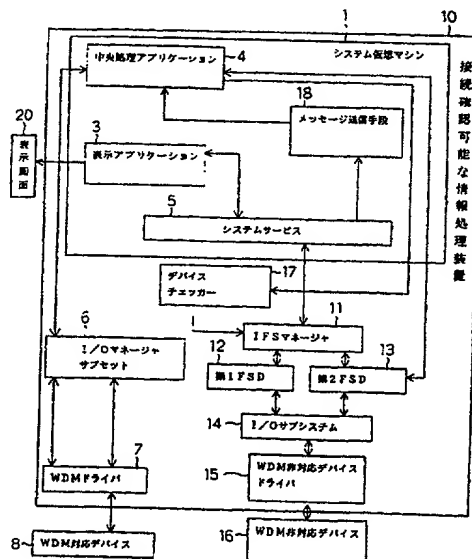 10
1
システム仮想マシン
4
中央処理アプリケーション
18
メッセージ送信手段
20
表示画面
3
表示アプリケーション
5
システムサービス
接続確認可能な情報処理装置
17
デバイス
チェッカー
11
IFSマネージャ
6
I/Oマネージャ
サブセット
12
第1FSD
13
第2FSD
14
I/Oサブシステム
7
WDMドライバ
15
WDM非対応デバイス
ドライバ
8
WDM対応デバイス
16
WDM非対応デバイス